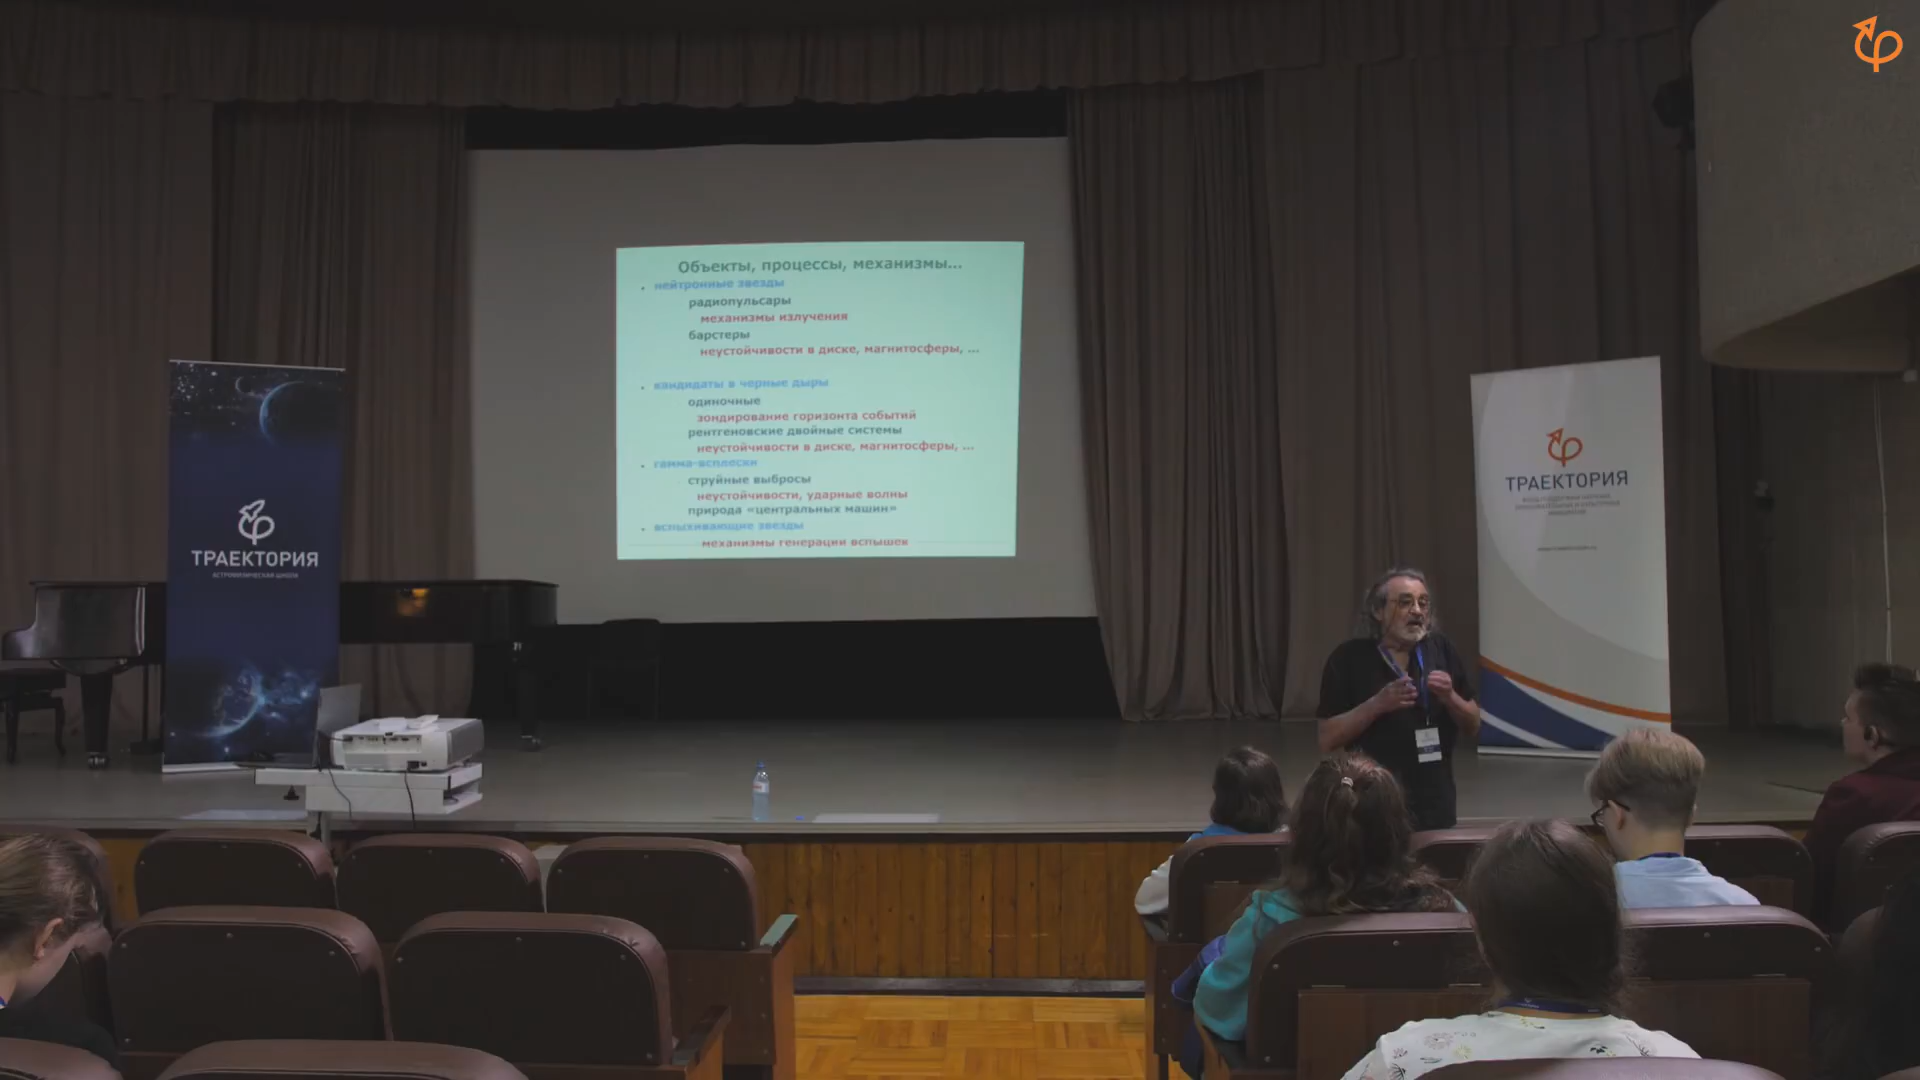 Объекты, процессы, механизмы...
нейтронные звезды
радиопульсары
механизмы излучения
барстеры
неустойчивости в диске, магнитосферы, ...
кандидаты в черные дыры
одиночные
зондирование горизонта событий
рентгеновские двойные системы
неустойчивости в диске, магнитосферы, ...
гамма-всплески
струйные выбросы
неустойчивости, ударные волны
природа «центральных машин»
вспыхивающие звезды
механизмы генерации вспышек
ТРАЕКТОРИЯ
АСТРОФИЗИЧЕСКАЯ ШКОЛА
ТРАЕКТОРИЯ